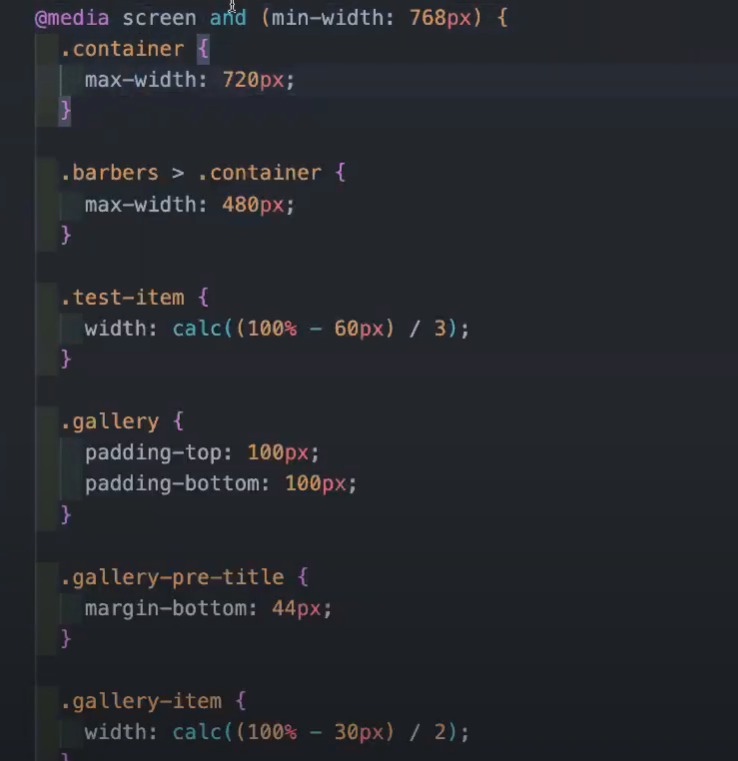 @media screen and (min-width: 768px) {
.container {
max-width: 720px;
}
.barbers > .container {
max-width: 480px;
}
.test-item {
width: calc((100% - 60px) / 3);
}
.gallery {
padding-top: 100px;
padding-bottom: 100px;
}
.gallery-pre-title {
margin-bottom: 44px;
}
.gallery-item {
width: calc((100% - 30px) / 2);
}